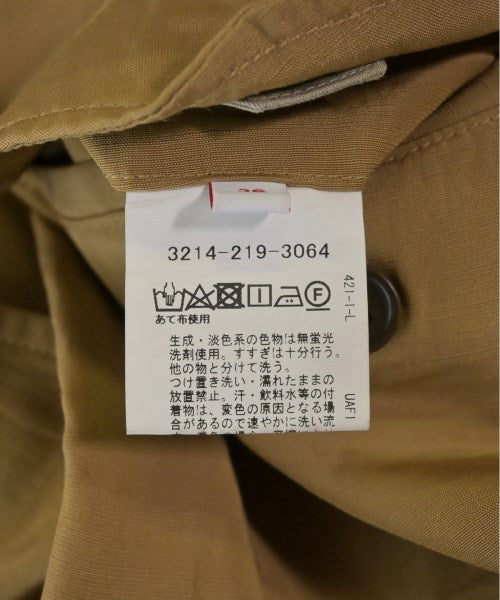 3214-219-3064
F
あて布使用
生成・淡色系の色物は無蛍光
洗剤使用。すすぎは十分行う。
他の物と分けて洗う。
つけ置き洗い・濡れたままの
放置禁止。汗・飲料水等の付
着物は、変色の原因となる場
合があるので速やかに洗い流
421-1-L
UAF1